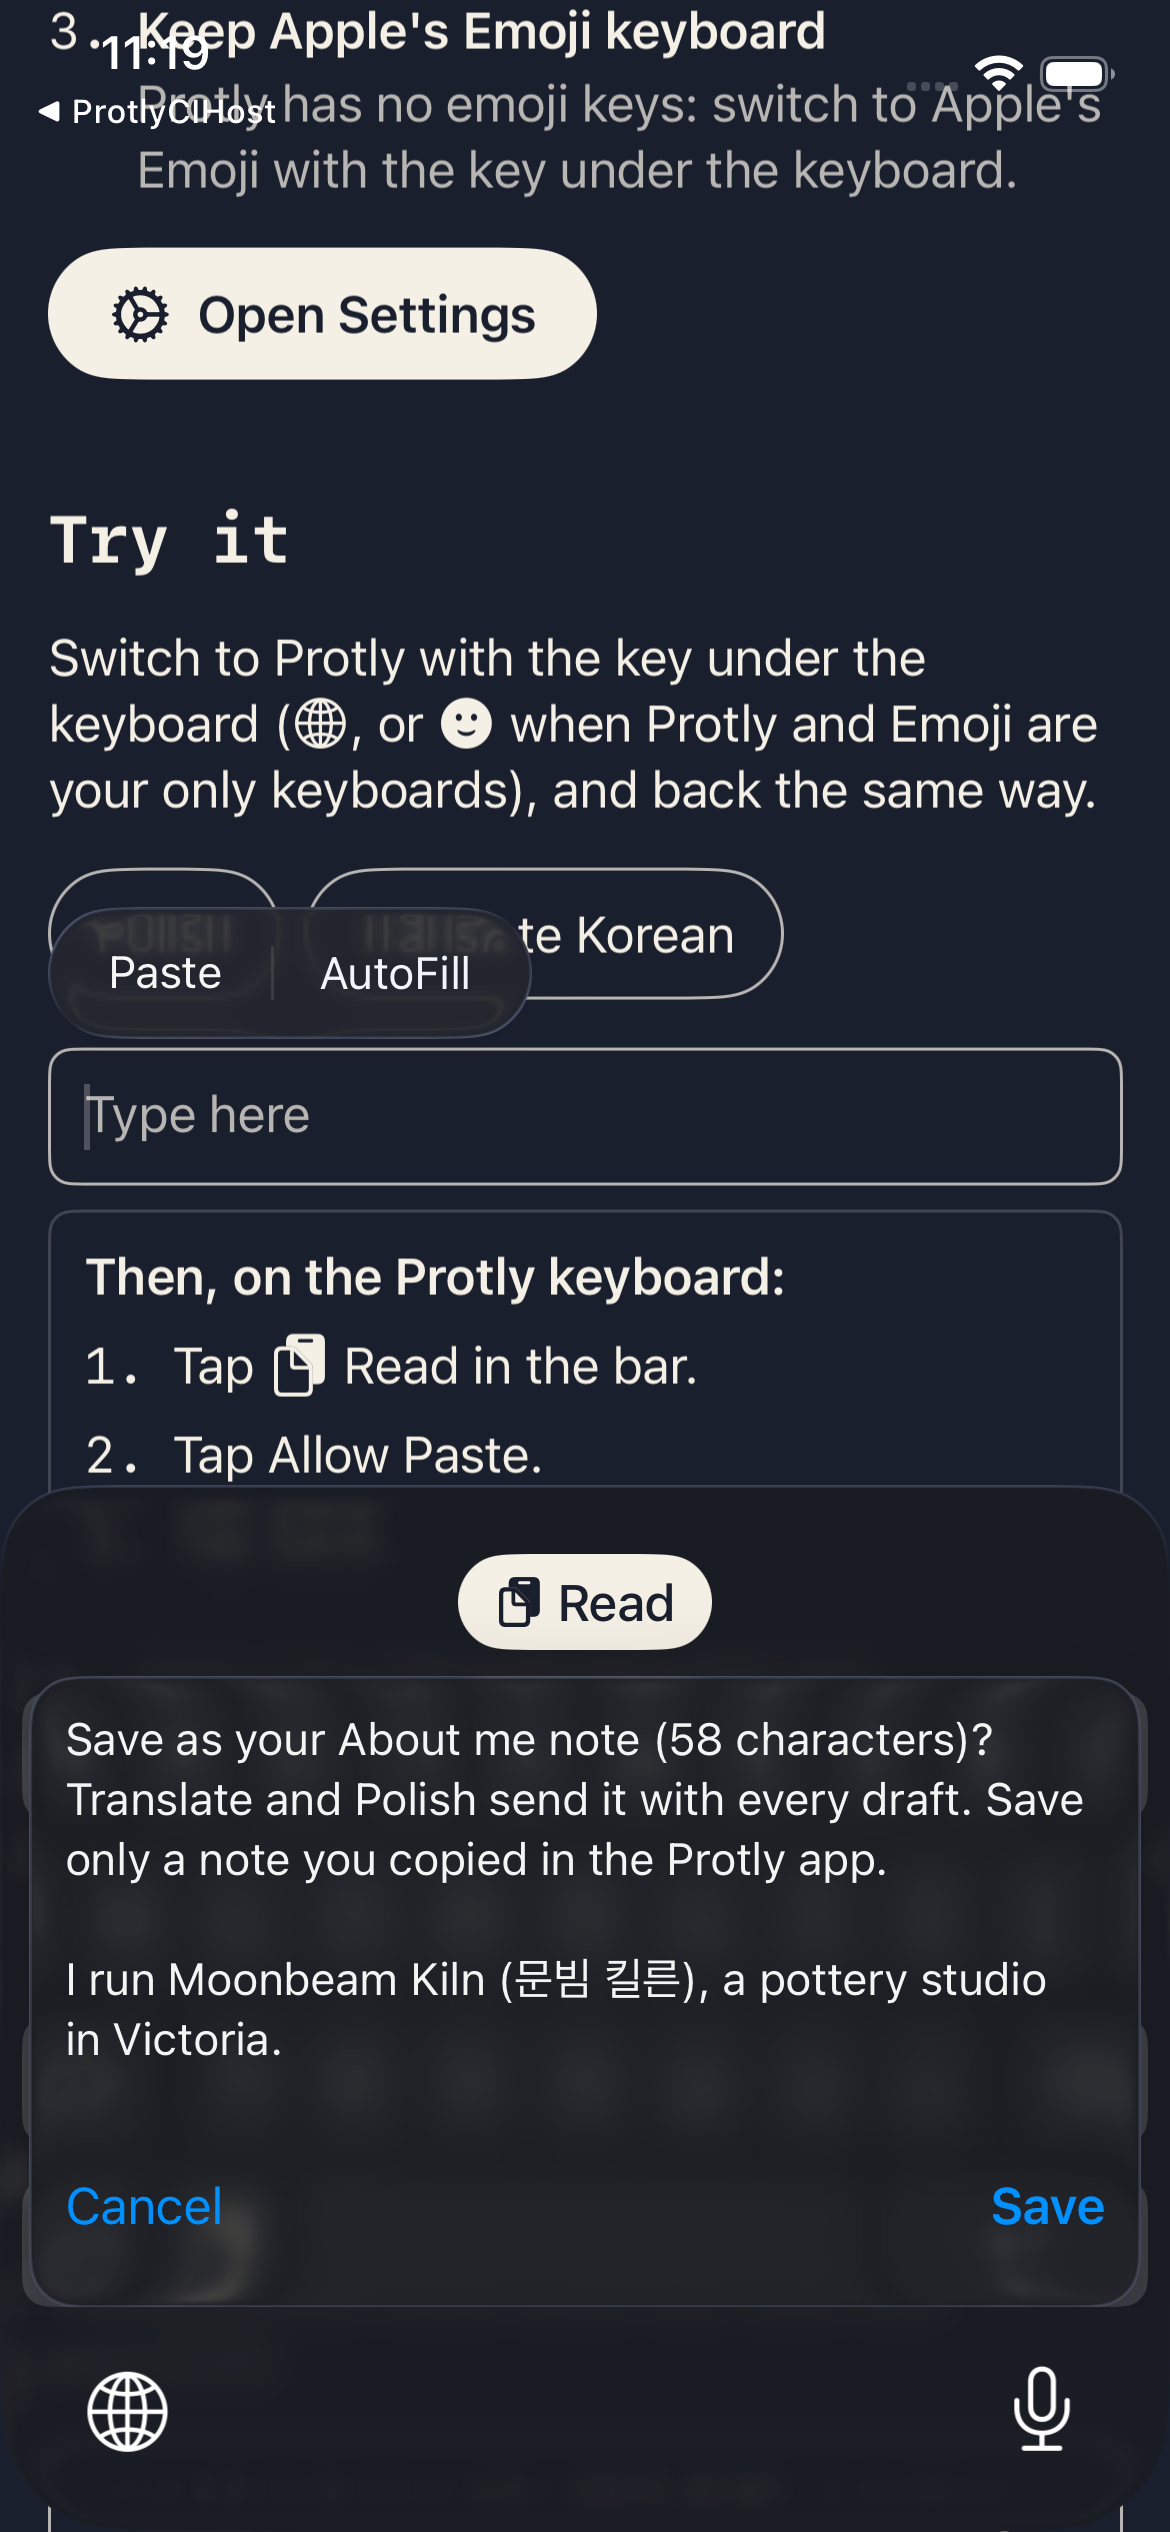 3. Keep Apple's Emoji keyboard
11:19
ProtlyCIHost
Protly has no emoji keys: switch to Apple's
Emoji with the key under the keyboard.
Open Settings
Try it
Switch to Protly with the key under the
keyboard (🌐, or 🙂 when Protly and Emoji are
your only keyboards), and back the same way.
te Korean
Paste
AutoFill
Type here
Then, on the Protly keyboard:
1. Tap Read in the bar.
2. Tap Allow Paste.
Read
Save as your About me note (58 characters)?
Translate and Polish send it with every draft. Save
only a note you copied in the Protly app.
I run Moonbeam Kiln (문빔 킬른), a pottery studio
in Victoria.
Cancel
Save